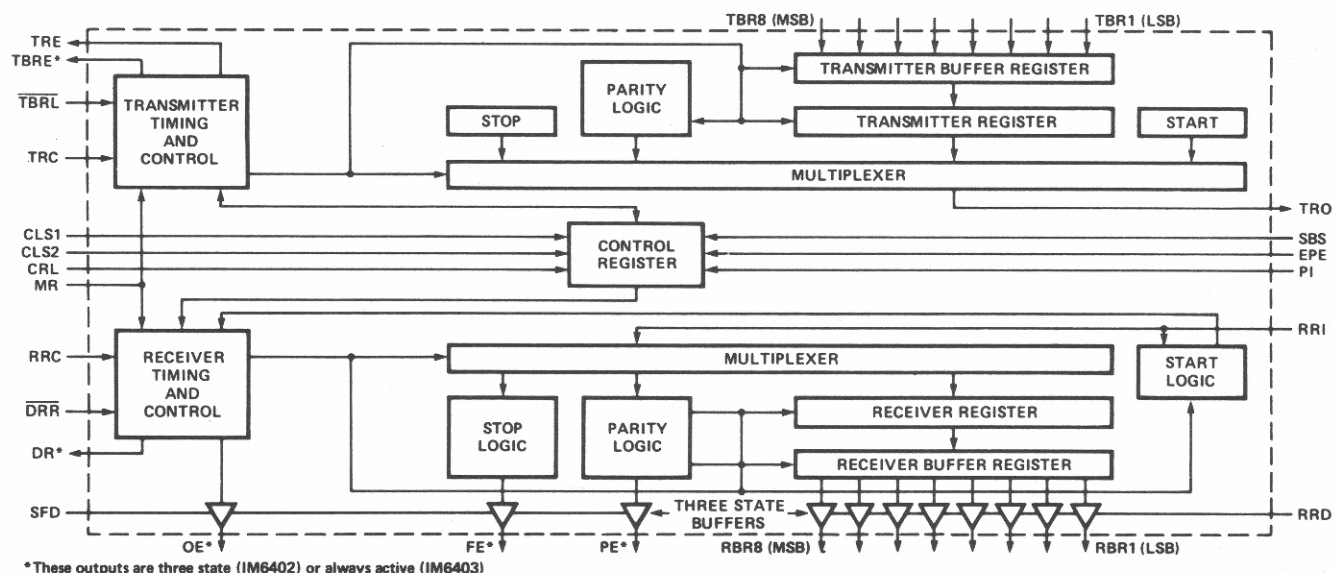 TBR8 (MSB) TBR1 (LSB)
TRE
TBRE*
TBRL
TRC
TRANSMITTER
TIMING
AND
CONTROL
TRANSMITTER BUFFER REGISTER
PARITY
LOGIC
STOP
TRANSMITTER REGISTER
START
MULTIPLEXER
TRO
CLS1
CLS2
CRL
MR
CONTROL
REGISTER
SBS
EPE
PI
RRI
RRC
DRR
DR*
RECEIVER
TIMING
AND
CONTROL
MULTIPLEXER
START
LOGIC
STOP
LOGIC
PARITY
LOGIC
RECEIVER REGISTER
RECEIVER BUFFER REGISTER
SFD
THREE STATE
BUFFERS
RRD
OE* FE* PE* RBR8 (MSB) RBR1 (LSB)
*These outputs are three state (IM6402) or always active (IM6403)